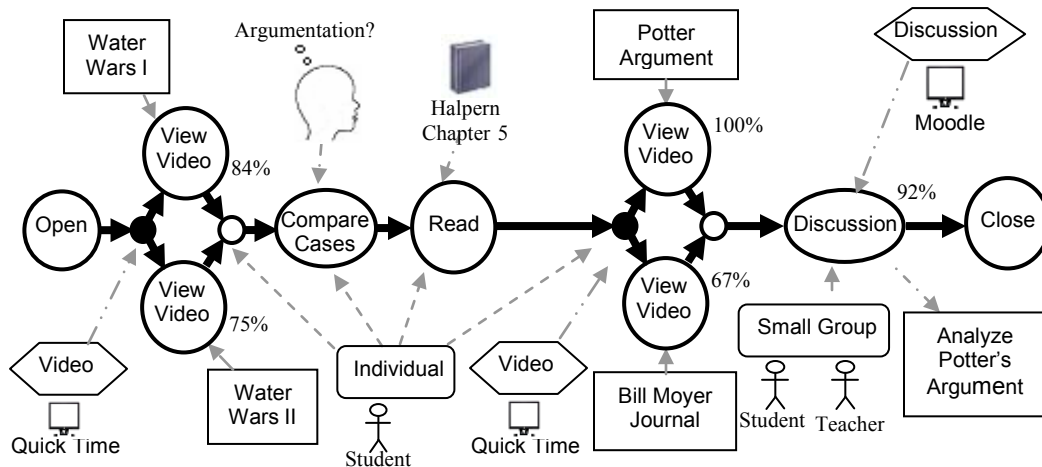 Water
Wars I
Argumentation?
Halpern
Chapter 5
Potter
Argument
Discussion
Moodle
View
Video
84%
View
Video
100%
Open
Compare
Cases
Read
Discussion
92%
Close
View
Video
75%
View
Video
67%
Video
Quick Time
Water
Wars II
Individual
Student
Video
Quick Time
Bill Moyer
Journal
Small Group
Student
Teacher
Analyze
Potter's
Argument